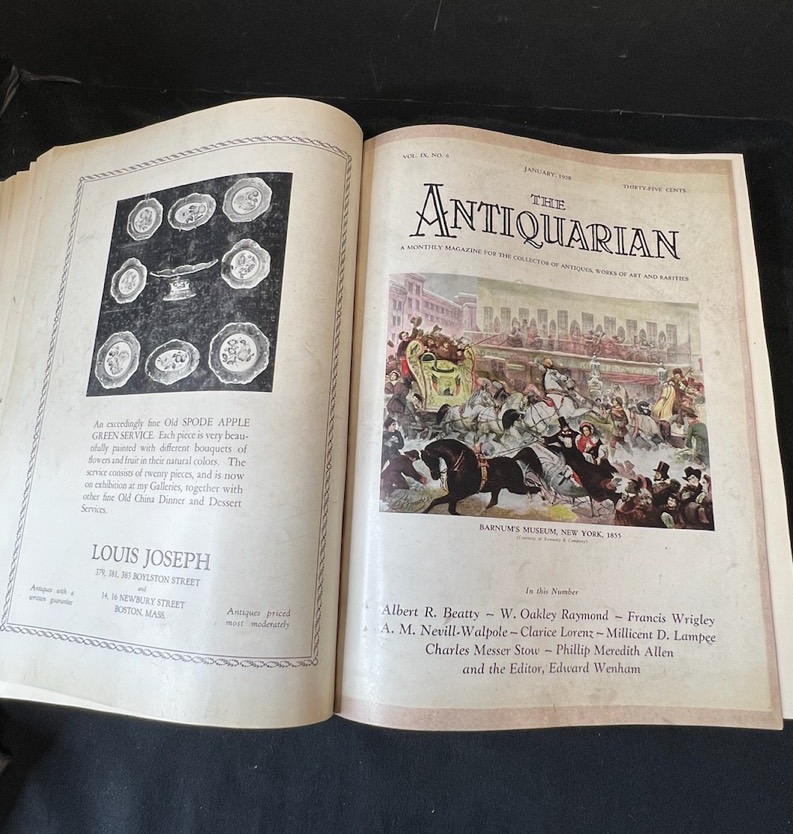 An exceedingly fine Old SPODE APPLE
GREEN SERVICE. Each piece is very beau-
tifully painted with different bouquets of
flowers and fruit in their natural colors. The
service consists of twenty pieces, and is now
on exhibition at my Galleries, together with
other fine Old China Dinner and Dessert
Services.
LOUIS JOSEPH
379, 381, 383 BOYLSTON STREET
and
14, 16 NEWBURY STREET
BOSTON, MASS.
Antiques with a
written guarantee
Antiques priced
most moderately
VOL. IX, NO. 6
JANUARY, 1928
THIRTY-FIVE CENTS
THE
ANTIQUARIAN
A MONTHLY MAGAZINE FOR THE COLLECTOR OF ANTIQUES, WORKS OF ART AND RARITIES
BARNUM'S MUSEUM, NEW YORK, 1855
(Courtesy of Kennedy & Company)
In this Number
Albert R. Beatty ~ W. Oakley Raymond ~ Francis Wrigley
A. M. Nevill-Walpole ~ Clarice Lorenz ~ Millicent D. Lampee
Charles Messer Stow ~ Phillip Meredith Allen
and the Editor, Edward Wenham